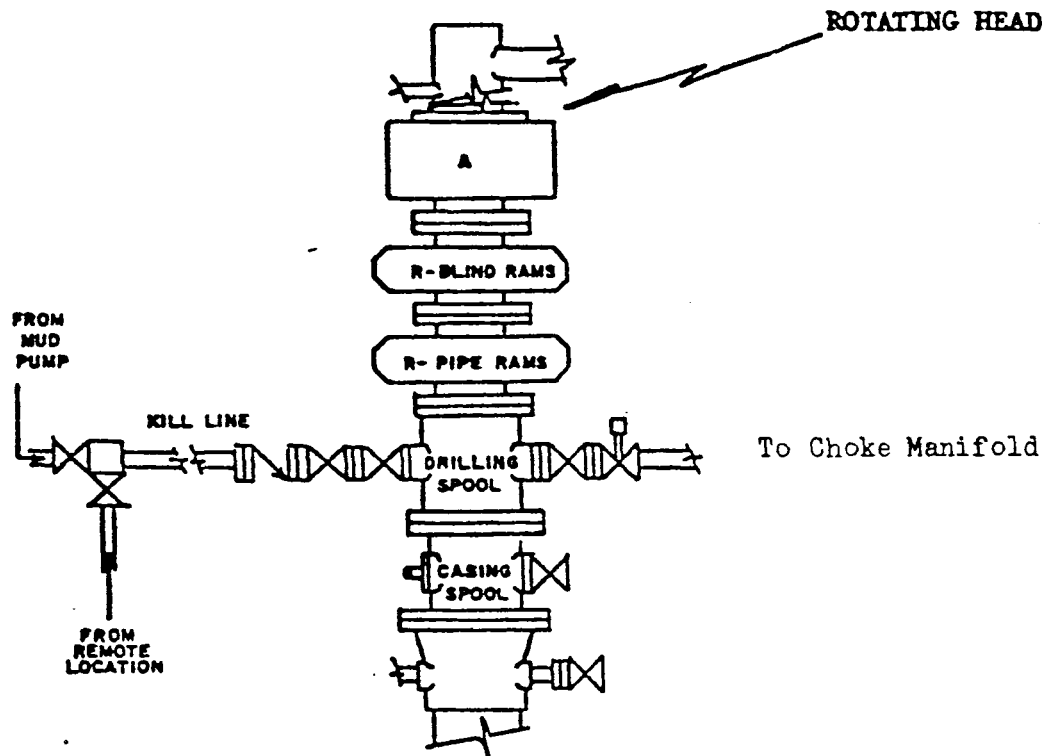 ROTATING HEAD
A
R-BLIND RAMS
R- PIPE RAMS
FROM
MUD
PUMP
KILL LINE
DRILLING
SPOOL
To Choke Manifold
CASING
SPOOL
FROM
REMOTE
LOCATION